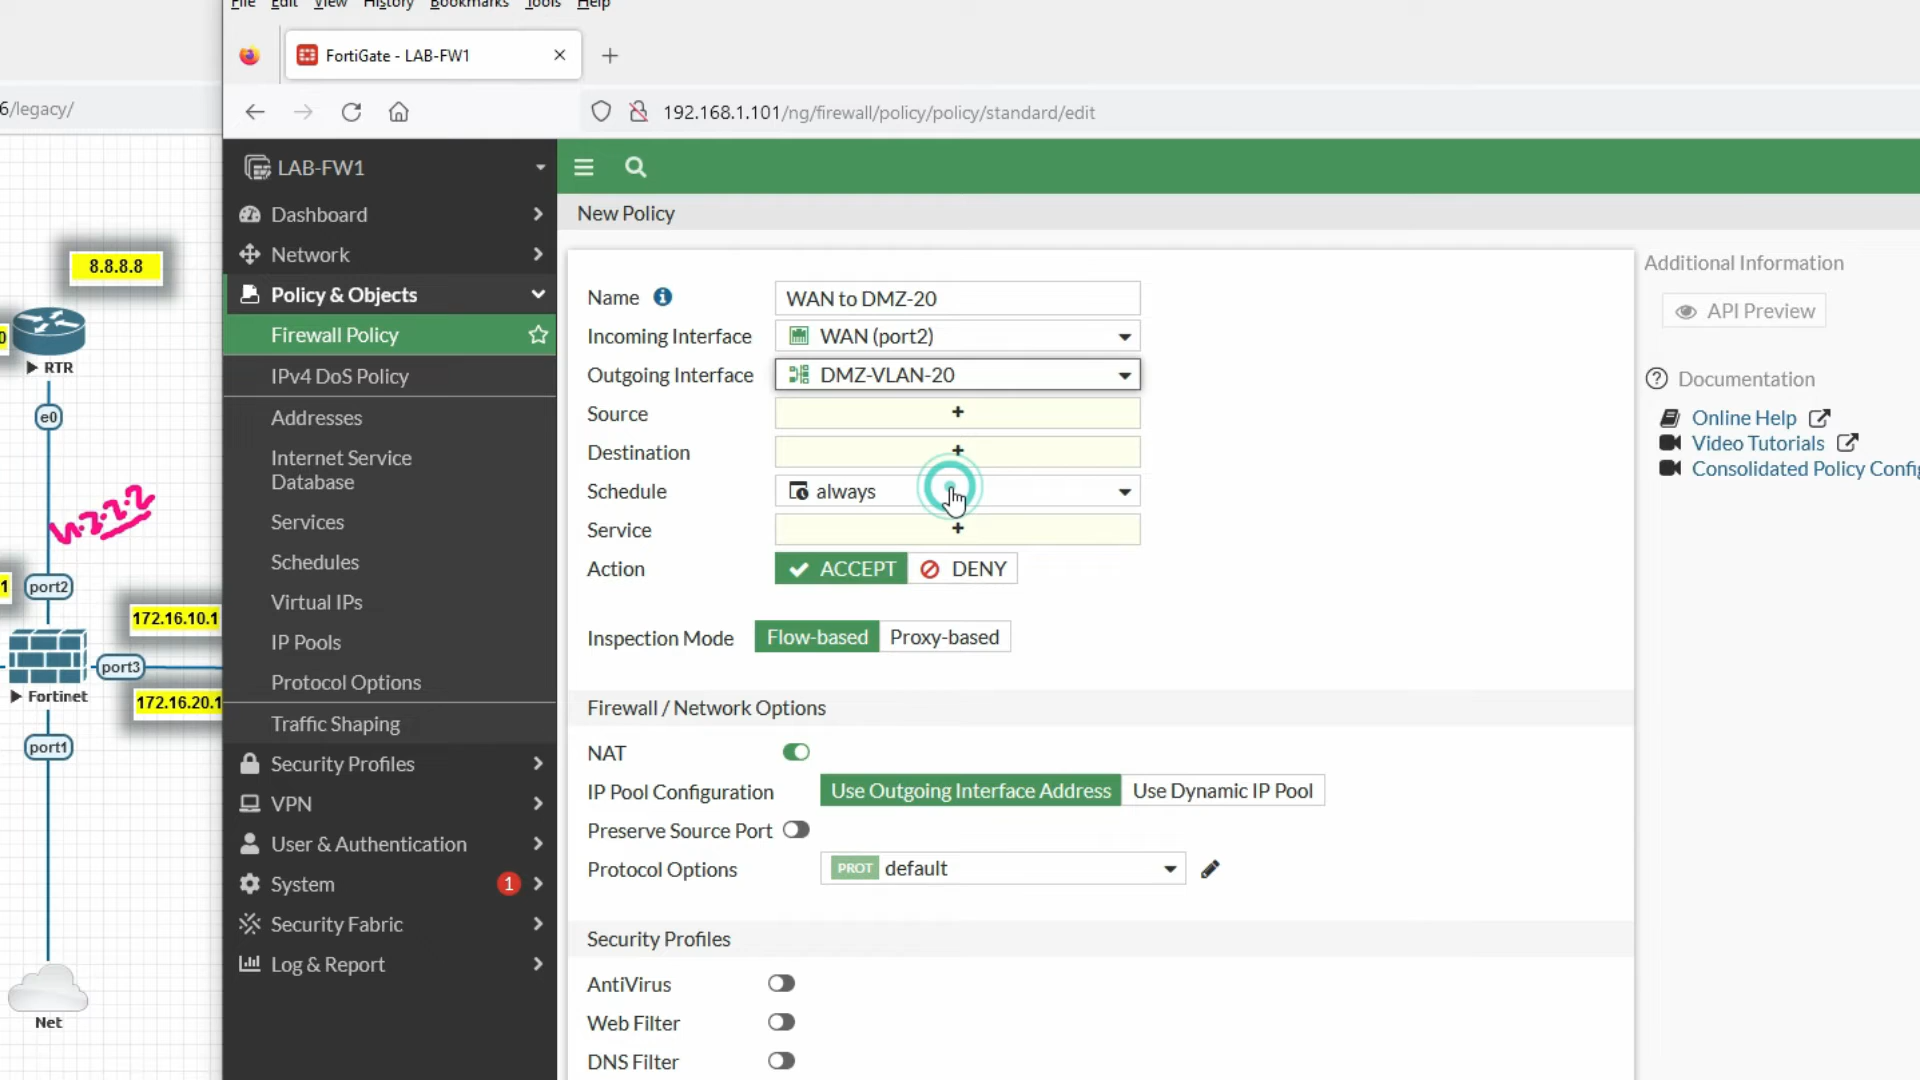 File Edit View History Bookmarks Tools Help
FortiGate - LAB-FW1
6/legacy/
192.168.1.101/ng/firewall/policy/policy/standard/edit
LAB-FW1
Dashboard
Network
Policy & Objects
Firewall Policy
IPv4 DoS Policy
Addresses
Internet Service
Database
Services
Schedules
Virtual IPs
IP Pools
Protocol Options
Traffic Shaping
Security Profiles
VPN
User & Authentication
System 1
Security Fabric
Log & Report
New Policy
Name WAN to DMZ-20
Incoming Interface WAN (port2)
Outgoing Interface DMZ-VLAN-20
Source +
Destination +
Schedule always
Service +
Action ACCEPT DENY
Inspection Mode Flow-based Proxy-based
Firewall / Network Options
NAT
IP Pool Configuration Use Outgoing Interface Address Use Dynamic IP Pool
Preserve Source Port
Protocol Options PROT default
Security Profiles
AntiVirus
Web Filter
DNS Filter
Additional Information
API Preview
Documentation
Online Help
Video Tutorials
Consolidated Policy Config
8.8.8.8
0
RTR
e0
1
port2
172.16.10.1
port3
Fortinet
172.16.20.1
port1
Net